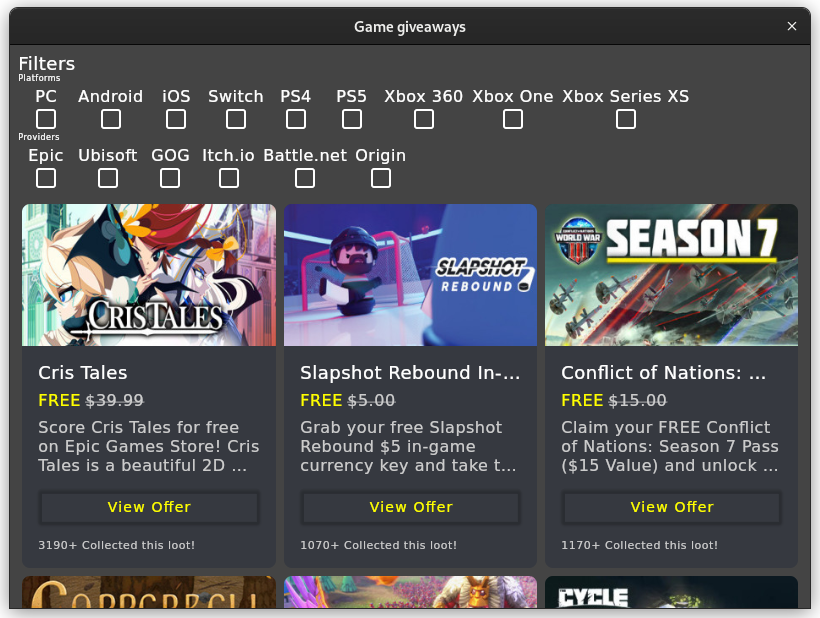 Game giveaways ×
Filters
Platforms
PC Android iOS Switch PS4 PS5 Xbox 360 Xbox One Xbox Series XS
Providers
Epic Ubisoft GOG Itch.io Battle.net Origin
CRIS TALES
SLAPSHOT
REBOUND
CONFLICT OF NATIONS
WORLD WAR
III
SEASON 7
Cris Tales
FREE $39.99
Score Cris Tales for free
on Epic Games Store! Cris
Tales is a beautiful 2D ...
View Offer
3190+ Collected this loot!
Slapshot Rebound In-...
FREE $5.00
Grab your free Slapshot
Rebound $5 in-game
currency key and take t...
View Offer
1070+ Collected this loot!
Conflict of Nations: ...
FREE $15.00
Claim your FREE Conflict
of Nations: Season 7 Pass
($15 Value) and unlock ...
View Offer
1170+ Collected this loot!
COPPERBELL
CYCLE